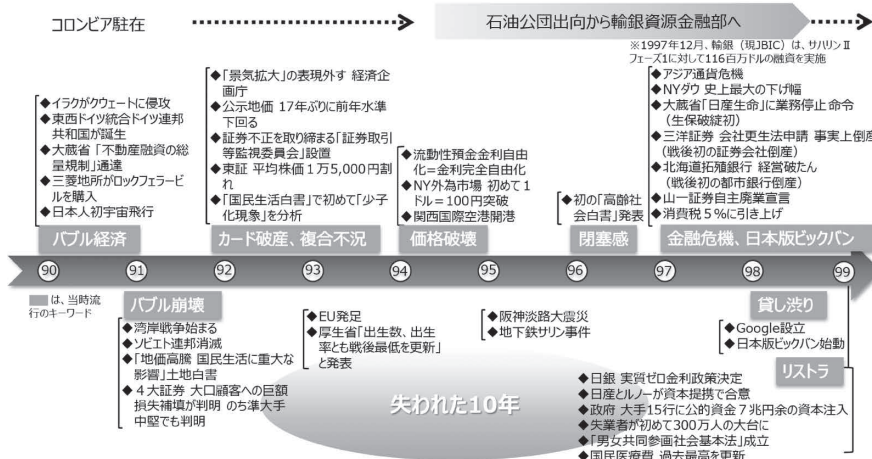 コロンビア駐在
石油公団出向から輸銀資源金融部へ
※1997年12月、輸銀（現JBIC）は、サハリンⅡ
フェーズ1に対して116百万ドルの融資を実施
◆イラクがクウェートに侵攻
◆東西ドイツ統合ドイツ連邦
共和国が誕生
◆大蔵省「不動産融資の総
量規制」通達
◆三菱地所がロックフェラービ
ルを購入
◆日本人初宇宙飛行
バブル経済
◆「景気拡大」の表現外す 経済企
画庁
◆公示地価 17年ぶりに前年水準
下回る
◆証券不正を取り締まる「証券取引
等監視委員会」設置
◆東証 平均株価１万5,000円割
れ
◆「国民生活白書」で初めて「少子
化現象」を分析
カード破産、複合不況
◆流動性預金金利自由
化=金利完全自由化
◆NY外為市場 初めて１
ドル＝100円突破
◆関西国際空港開港
価格破壊
◆初の「高齢社
会白書」発表
閉塞感
◆アジア通貨危機
◆NYダウ 史上最大の下げ幅
◆大蔵省「日産生命」に業務停止命令
（生保破綻初）
◆三洋証券 会社更生法申請 事実上倒産
（戦後初の証券会社倒産）
◆北海道拓殖銀行 経営破たん
（戦後初の都市銀行倒産）
◆山一証券自主廃業宣言
◆消費税５％に引き上げ
金融危機、日本版ビックバン
90
91
92
93
94
95
96
97
98
99
は、当時流
行のキーワード
バブル崩壊
◆湾岸戦争始まる
◆ソビエト連邦消滅
◆「地価高騰 国民生活に重大な
影響」土地白書
◆４大証券 大口顧客への巨額
損失補填が判明 のち準大手
中堅でも判明
◆EU発足
◆厚生省「出生数、出生
率とも戦後最低を更新」
と発表
◆阪神淡路大震災
◆地下鉄サリン事件
失われた10年
貸し渋り
◆Google設立
◆日本版ビックバン始動
リストラ
◆日銀 実質ゼロ金利政策決定
◆日産とルノーが資本提携で合意
◆政府 大手15行に公的資金７兆円余の資本注入
◆失業者が初めて300万人の大台に
◆「男女共同参画社会基本法」成立
◆国民医療費 過去最高を更新